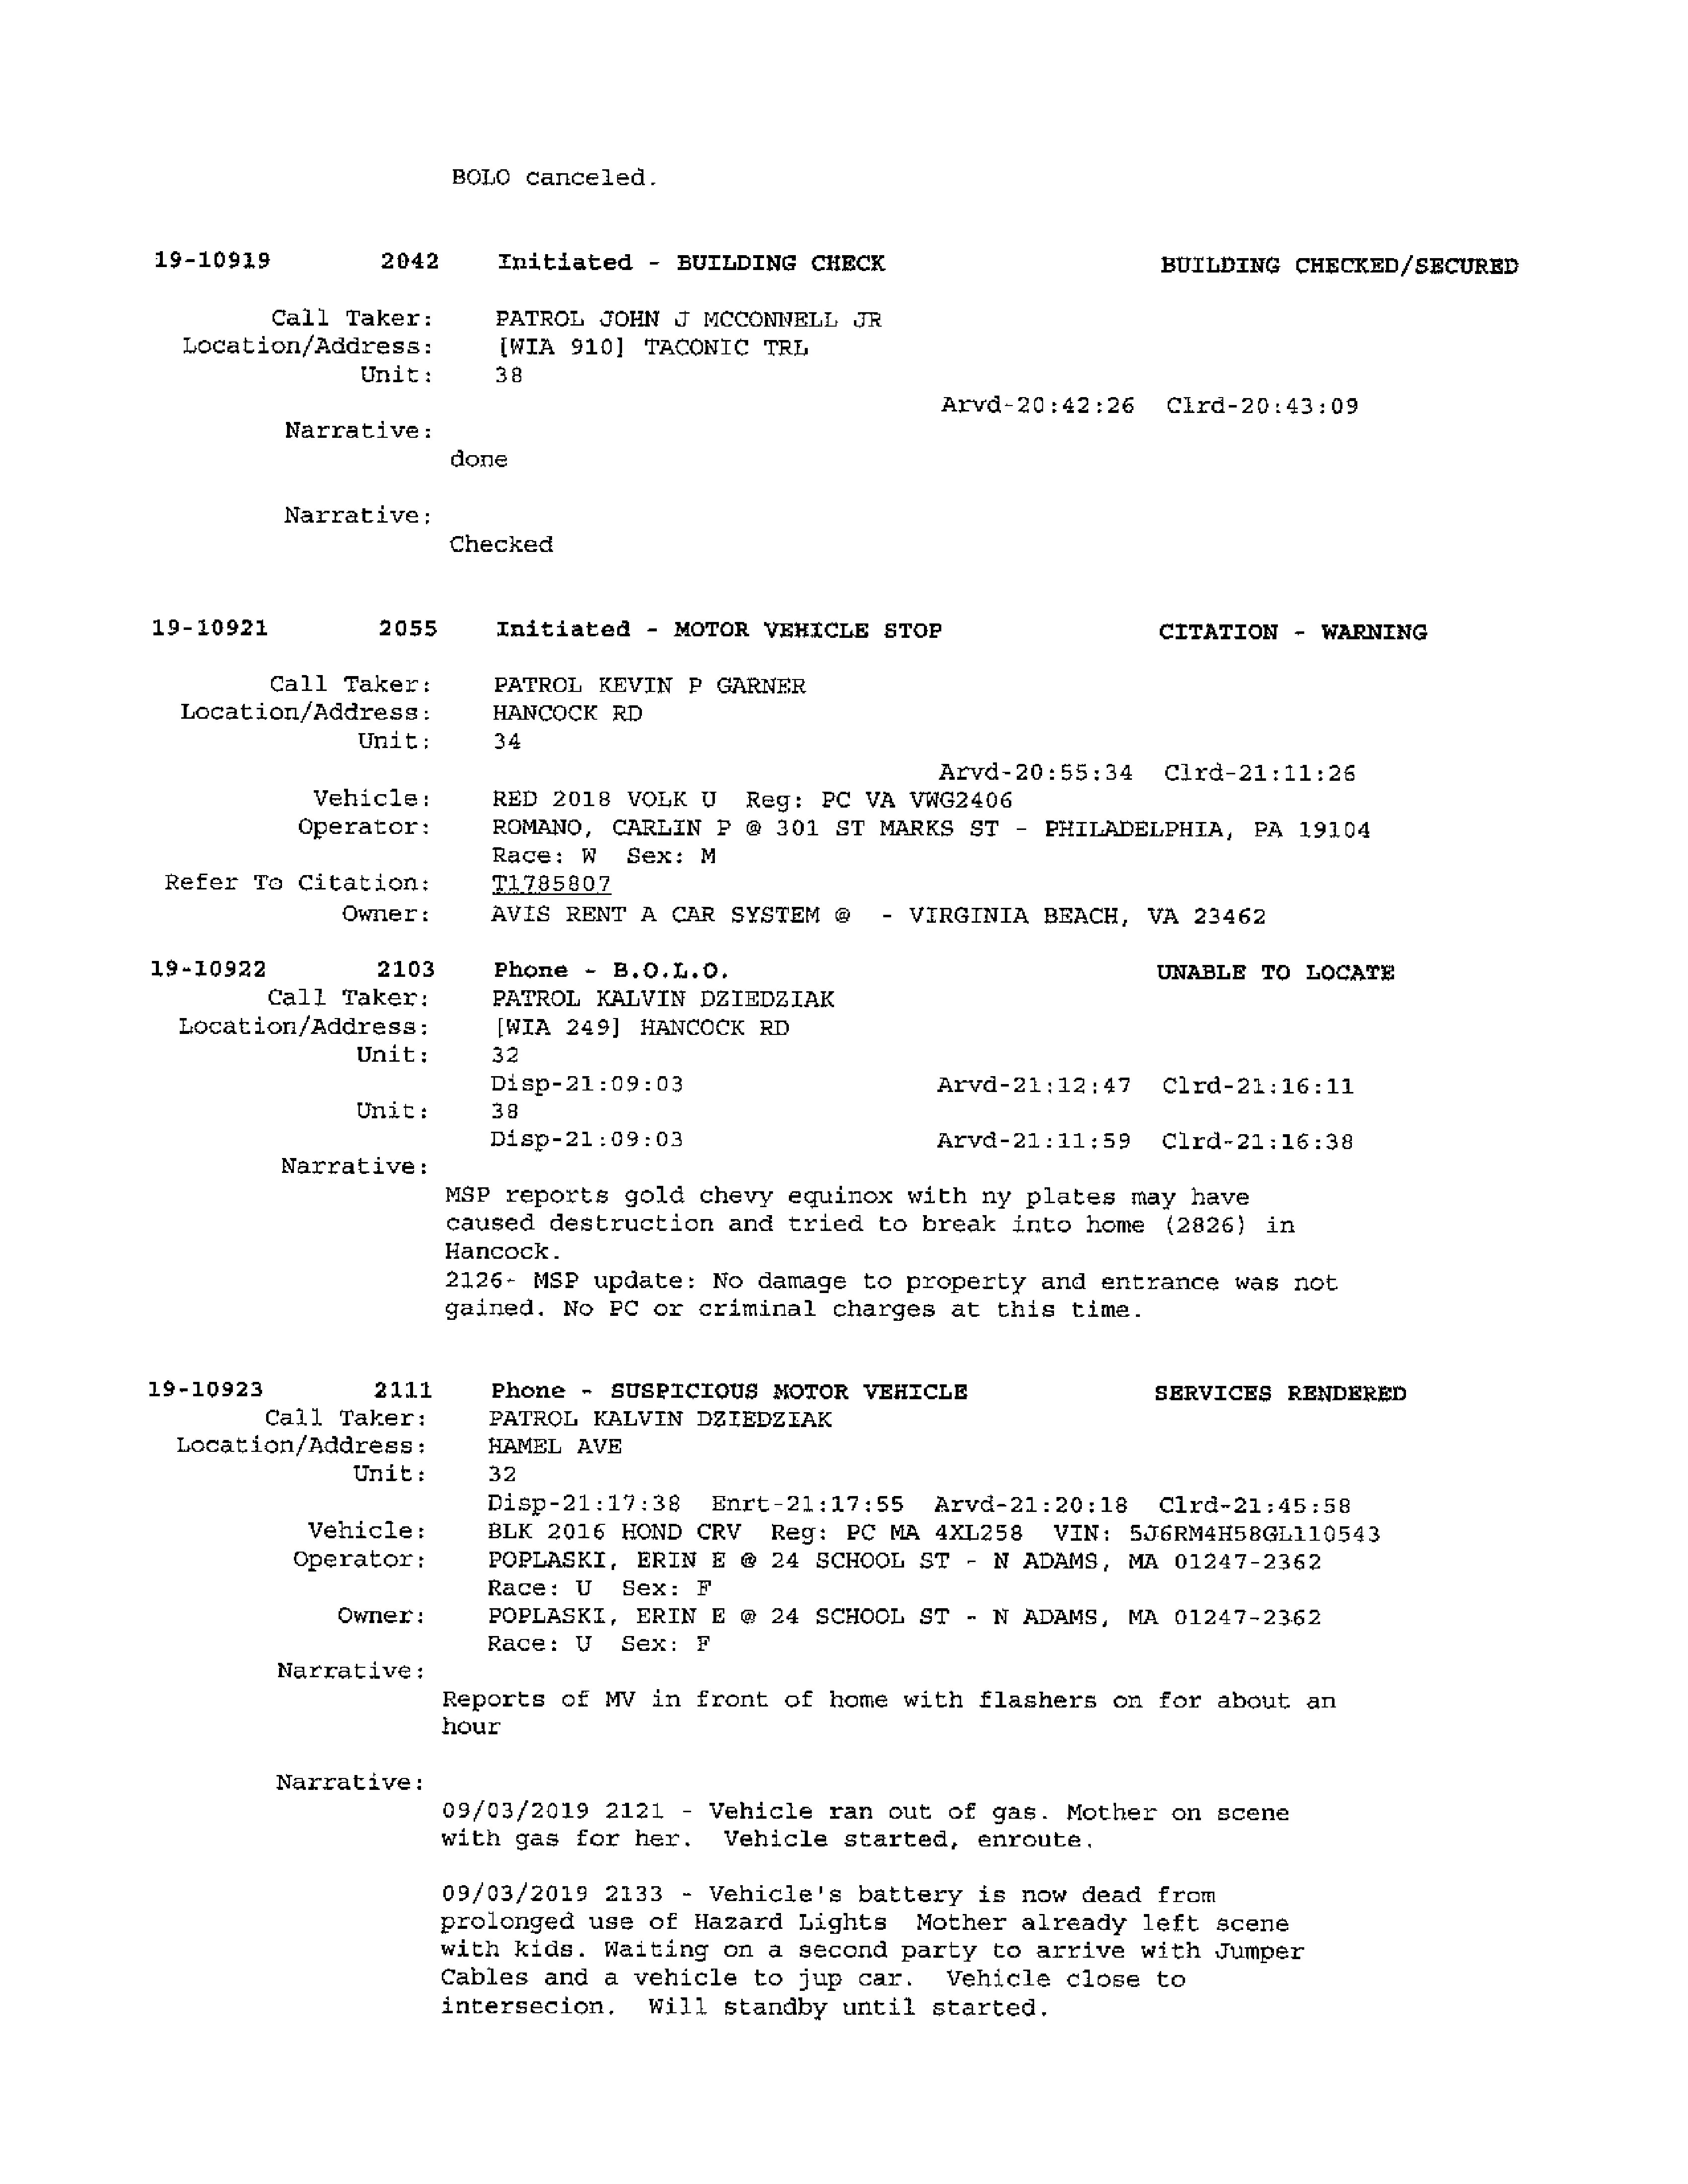 BOLO canceled.
19-10919 2042 Initiated - BUILDING CHECK BUILDING CHECKED/SECURED
Call Taker: PATROL JOHN J MCCONNELL JR
Location/Address: [WIA 910] TACONIC TRL
Unit: 38
Arvd-20:42:26 Clrd-20:43:09
Narrative:
done
Narrative:
Checked
19-10921 2055 Initiated - MOTOR VEHICLE STOP CITATION - WARNING
Call Taker: PATROL KEVIN P GARNER
Location/Address: HANCOCK RD
Unit: 34
Arvd-20:55:34 Clrd-21:11:26
Vehicle: RED 2018 VOLK U Reg: PC VA VWG2406
Operator: ROMANO, CARLIN P @ 301 ST MARKS ST - PHILADELPHIA, PA 19104
Race: W Sex: M
Refer To Citation: T1785807
Owner: AVIS RENT A CAR SYSTEM @ - VIRGINIA BEACH, VA 23462
19-10922 2103 Phone - B.O.L.O. UNABLE TO LOCATE
Call Taker: PATROL KALVIN DZIEDZIAK
Location/Address: [WIA 249] HANCOCK RD
Unit: 32
Disp-21:09:03 Arvd-21:12:47 Clrd-21:16:11
Unit: 38
Disp-21:09:03 Arvd-21:11:59 Clrd-21:16:38
Narrative:
MSP reports gold chevy equinox with ny plates may have
caused destruction and tried to break into home (2826) in
Hancock.
2126- MSP update: No damage to property and entrance was not
gained. No PC or criminal charges at this time.
19-10923 2111 Phone - SUSPICIOUS MOTOR VEHICLE SERVICES RENDERED
Call Taker: PATROL KALVIN DZIEDZIAK
Location/Address: HAMEL AVE
Unit: 32
Disp-21:17:38 Enrt-21:17:55 Arvd-21:20:18 Clrd-21:45:58
Vehicle: BLK 2016 HOND CRV Reg: PC MA 4XL258 VIN: 5J6RM4H58GL110543
Operator: POPLASKI, ERIN E @ 24 SCHOOL ST - N ADAMS, MA 01247-2362
Race: U Sex: F
Owner: POPLASKI, ERIN E @ 24 SCHOOL ST - N ADAMS, MA 01247-2362
Race: U Sex: F
Narrative:
Reports of MV in front of home with flashers on for about an
hour
Narrative:
09/03/2019 2121 - Vehicle ran out of gas. Mother on scene
with gas for her. Vehicle started, enroute.
09/03/2019 2133 - Vehicle's battery is now dead from
prolonged use of Hazard Lights Mother already left scene
with kids. Waiting on a second party to arrive with Jumper
Cables and a vehicle to jup car. Vehicle close to
intersecion. Will standby until started.